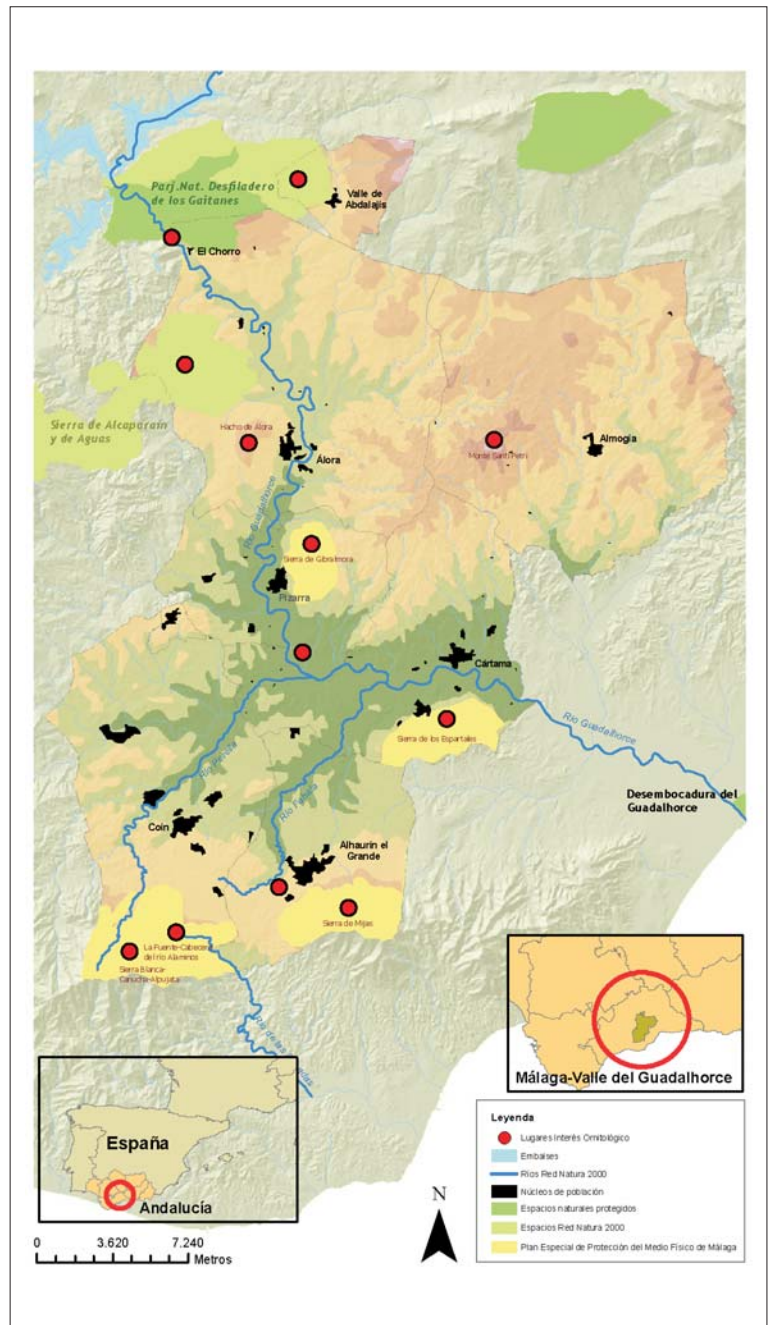 Parj.Nat. Desfiladero
de los Gaitanes
Valle de
Abdalajís
El Chorro
Sierra de Alcaparaín
y de Aguas
Hacho de Álora
Álora
Monte Santi Petri
Almogía
Río Guadalhorce
Sierra de Gibralmora
Pizarra
Cártama
Río Guadalhorce
Sierra de los Espartales
Desembocadura del
Guadalhorce
Coín
Alhaurín el
Grande
Sierra de Mijas
La Fuente-Cabecera
del río Alaminos
Sierra Blanca-
Canucha-Alpujata
Málaga-Valle del Guadalhorce
España
Andalucía
Leyenda
Lugares Interés Ornitológico
Embalses
Ríos Red Natura 2000
Núcleos de población
Espacios naturales protegidos
Espacios Red Natura 2000
Plan Especial de Protección del Medio Físico de Málaga
N
0 3.620 7.240
Metros